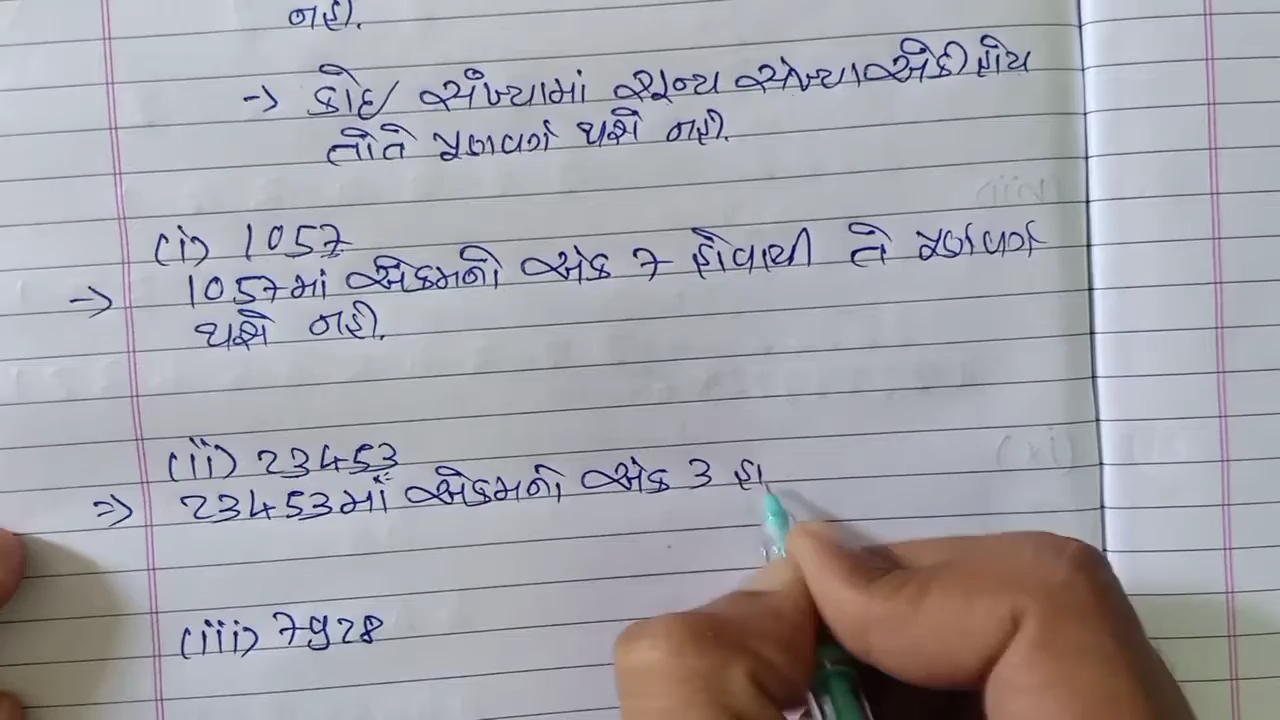 નહી.
→ કોઇ સંખ્યામાં શૂન્ય સંખ્યા એકી હોય
તો તે પૂર્ણવર્ગ થશે નહી.
(i) 1057
→ 1057માં એકમનો અંક 7 હોવાથી તે પૂર્ણવર્ગ
થશે નહી.
(ii) 23453
⇒ 23453માં એકમનો અંક 3 હા
(iii) 7928